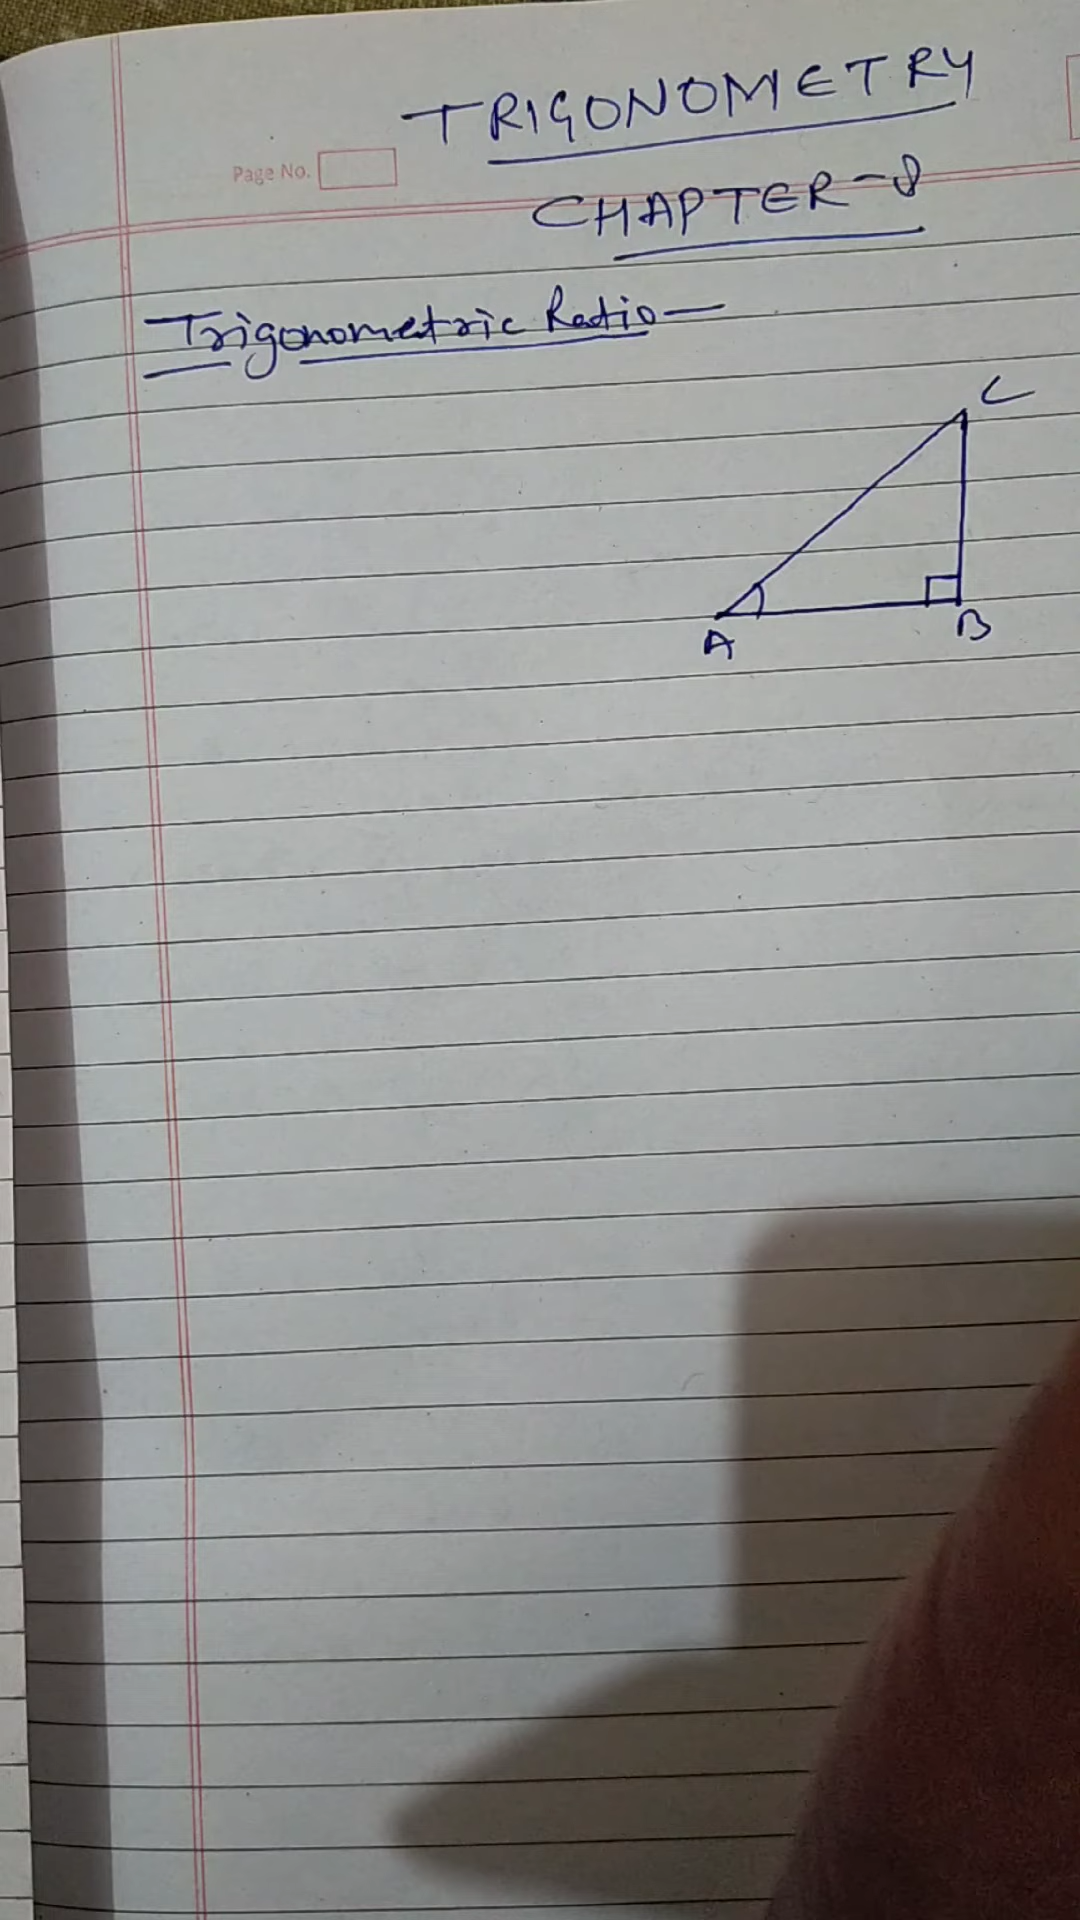 TRIGONOMETRY
Page No.
CHAPTER-8
Trigonometric Ratio—
C
A
B